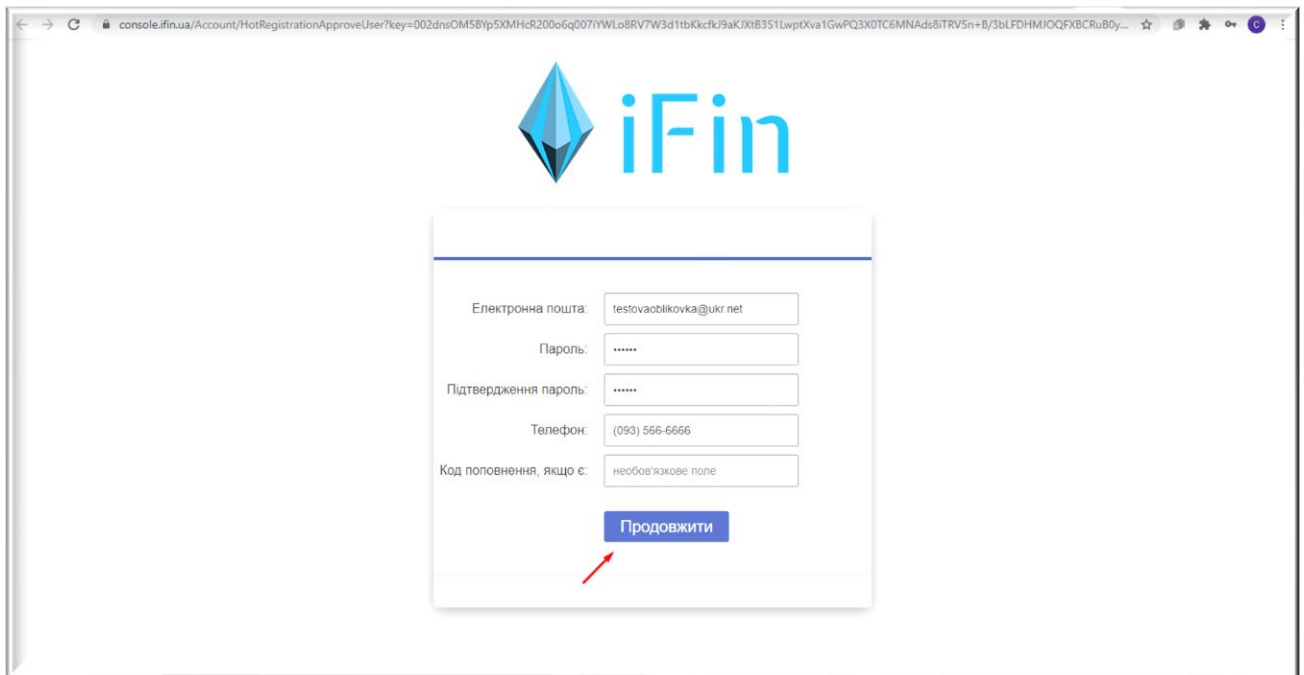 console.ifin.ua/Account/HotRegistrationApproveUser?key=002dnsOM5BYp5XMHcR200o6q007iYWLo8RV7W3d1tbKkcfkJ9aKJXtB3S1LwptXva1GwPQ3X0TC6MNAds8iTRV5n+B/3bLFDHMJOQFXBCRuB0y...
C
iFin
Електронна пошта: testovaoblikovka@ukr.net
Пароль: ••••••
Підтвердження пароль: ••••••
Телефон: (093) 566-6666
Код поповнення, якщо є: необов'язкове поле
Продовжити